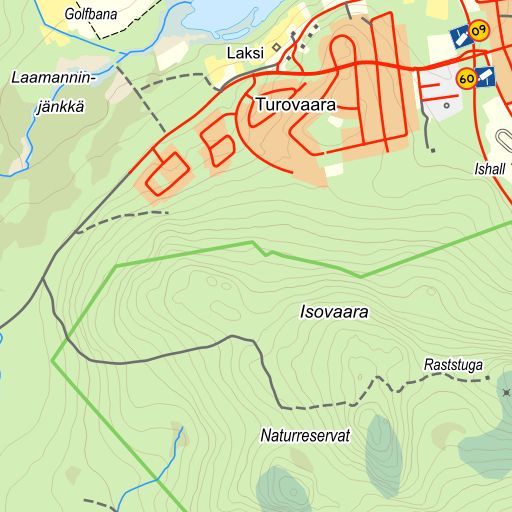 Golfbana
Laksi
09
Laamannin-
jänkkä
60
Turovaara
Ishall
Isovaara
Raststuga
Naturreservat